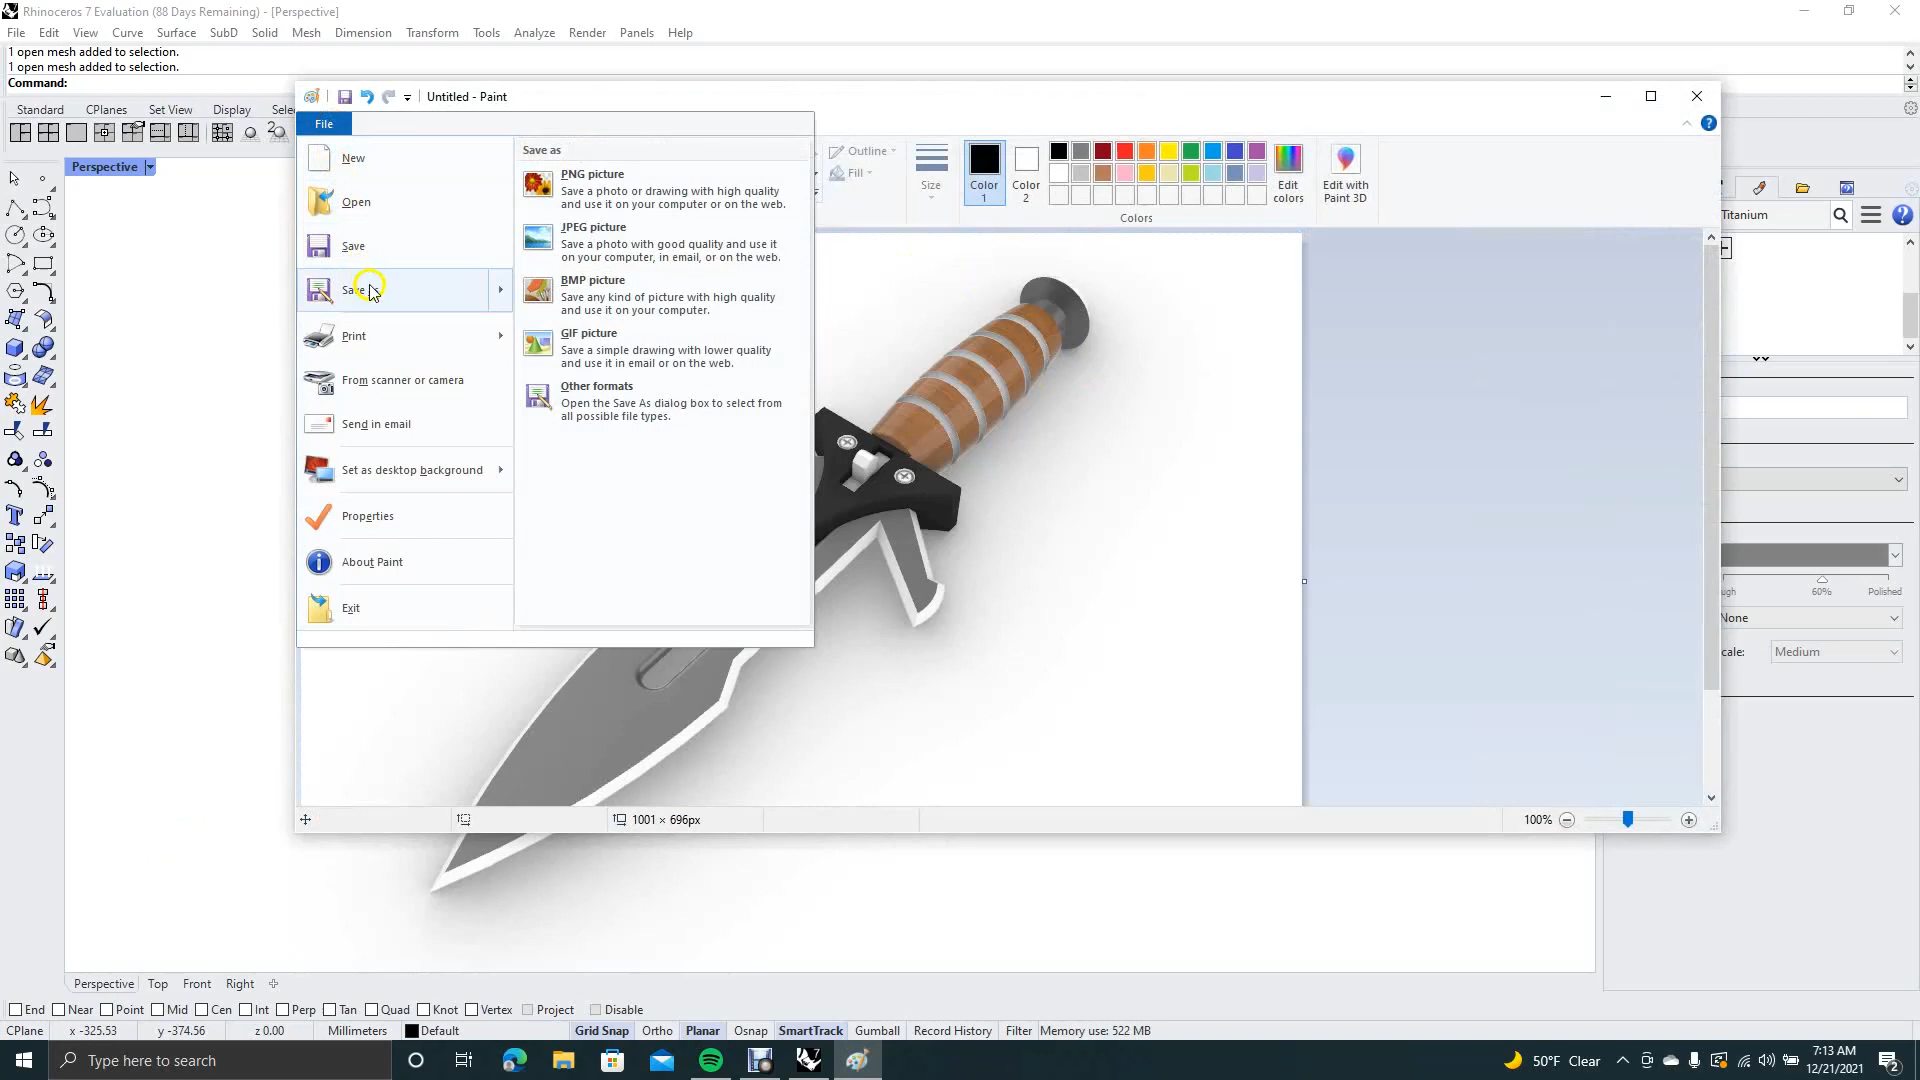 Rhinoceros 7 Evaluation (88 Days Remaining) - [Perspective]
File Edit View Curve Surface SubD Solid Mesh Dimension Transform Tools Analyze Render Panels Help
1 open mesh added to selection.
1 open mesh added to selection.
Command:
Standard CPlanes Set View Display
Untitled - Paint
File
New
Open
Save
Save
Print
From scanner or camera
Send in email
Set as desktop background
Properties
About Paint
Exit
Save as
PNG picture
Save a photo or drawing with high quality
and use it on your computer or on the web.
JPEG picture
Save a photo with good quality and use it
on your computer, in email, or on the web.
BMP picture
Save any kind of picture with high quality
and use it on your computer.
GIF picture
Save a simple drawing with lower quality
and use it in email or on the web.
Other formats
Open the Save As dialog box to select from
all possible file types.
Outline
Fill
Size
Color
1
Color
2
Edit
colors
Edit with
Paint 3D
Colors
Titanium
60% Polished
None
Medium
1001 × 696px
100%
Perspective
Perspective Top Front Right
End Near Point Mid Cen Int Perp Tan Quad Knot Vertex Project Disable
CPlane x -325.53 y -374.56 z 0.00 Millimeters Default Grid Snap Ortho Planar Osnap SmartTrack Gumball Record History Filter Memory use: 522 MB
Type here to search
50°F Clear
7:13 AM
12/21/2021
2